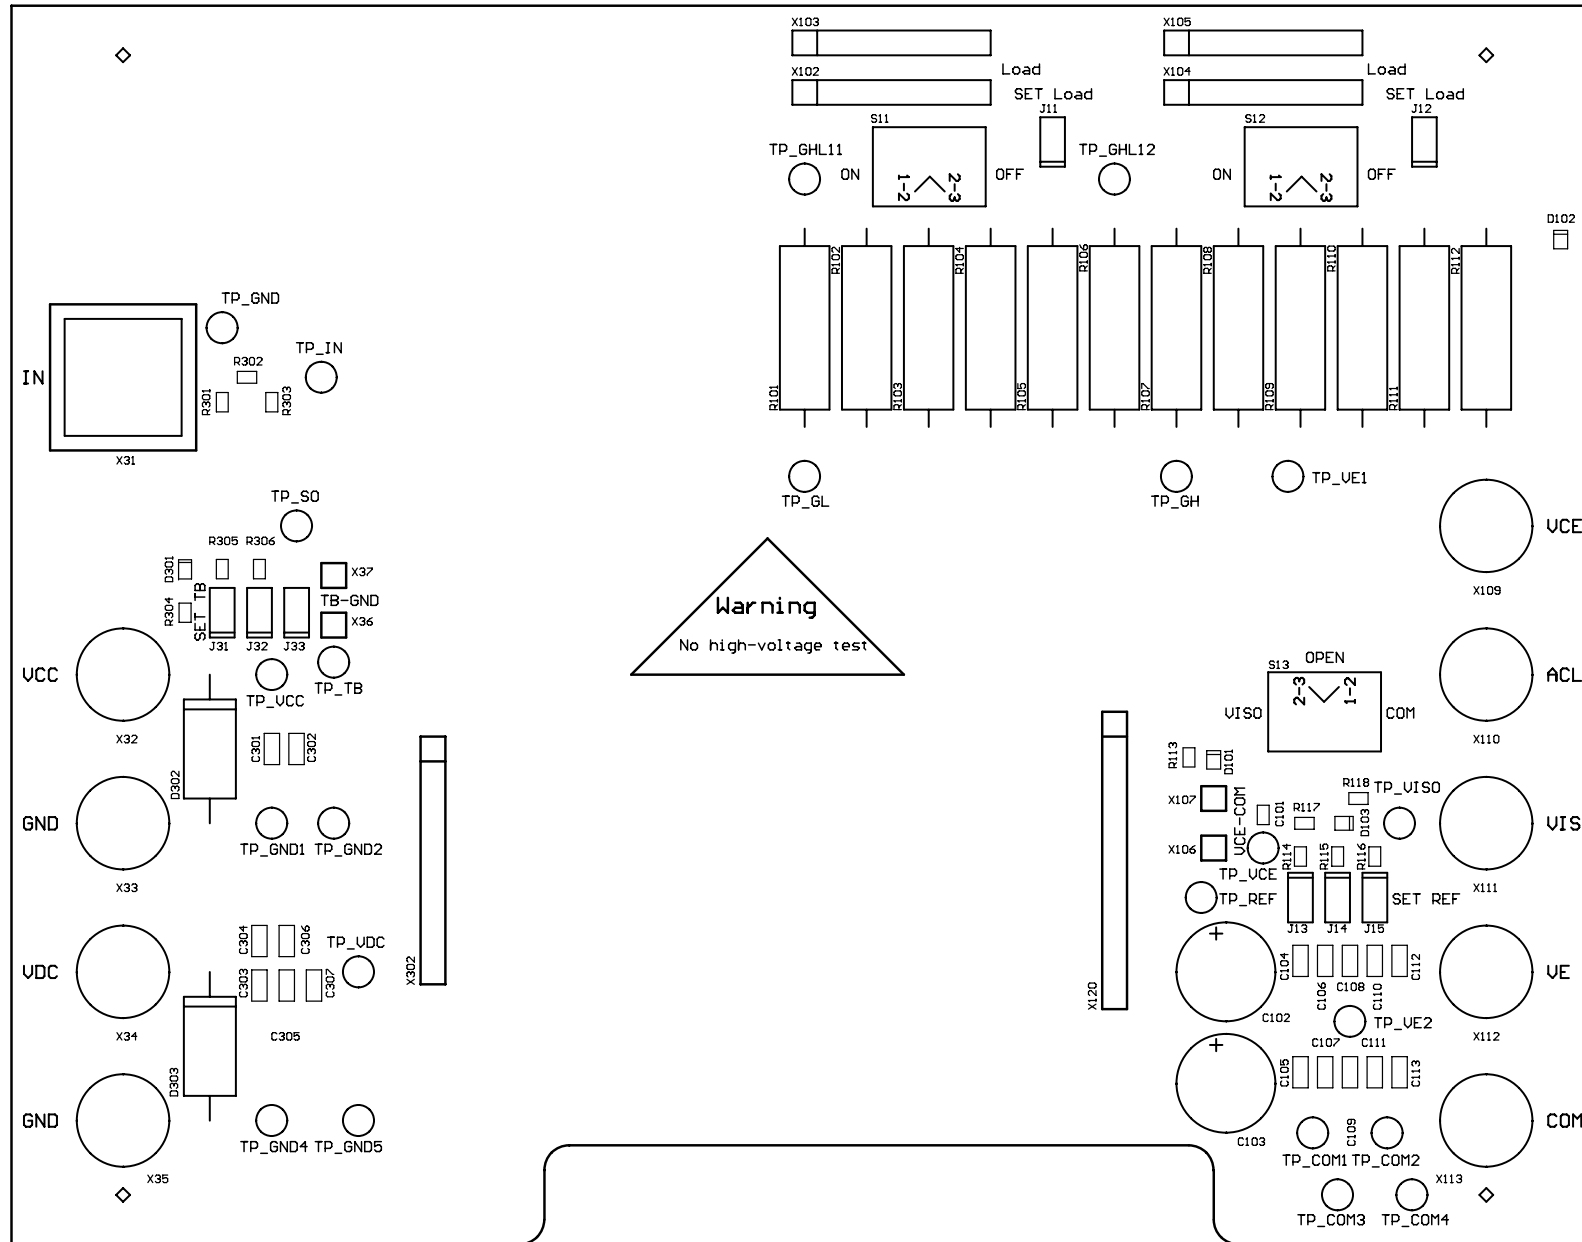 X103
X105
X102
Load
X104
Load
SET Load
SET Load
J11
J12
S11
S12
TP_GHL11
ON
1-2
2-3
OFF
TP_GHL12
ON
1-2
2-3
OFF
D102
R102
R104
R106
R108
R110
R112
R101
R103
R105
R107
R109
R111
TP_GND
TP_IN
R302
IN
R301
R303
X31
TP_SO
TP_GL
TP_GH
TP_VE1
VCE
X109
D301
R305
R306
X37
TB-GND
X36
R304
SET TB
J31
J32
J33
Warning
No high-voltage test
VCC
TP_VCC
TP_TB
X32
D302
C301
C302
S13
OPEN
2-3
1-2
VISO
COM
ACL
X110
R113
D101
X107
VCE-COM
X106
C101
R118
R117
D103
TP_VISO
VIS
X111
GND
TP_GND1
TP_GND2
X33
R114
R115
R116
TP_VCE
TP_REF
SET REF
J13
J14
J15
C304
C306
TP_VDC
VDC
C303
C307
X302
X34
C305
X120
C104
C106
C108
C110
C112
C102
TP_VE2
VE
X112
C107
C111
C105
C113
C103
C109
D303
GND
TP_GND4
TP_GND5
X35
TP_COM1
TP_COM2
COM
X113
TP_COM3
TP_COM4